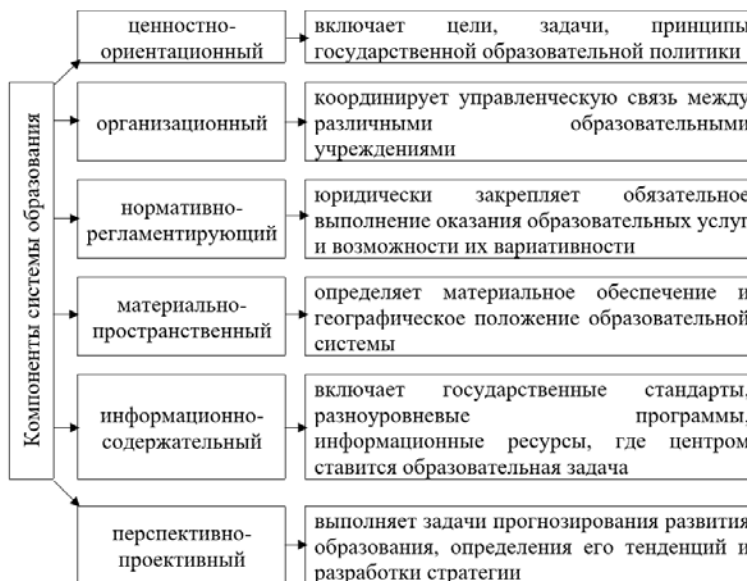 Компоненты системы образования
ценностно-
ориентационный
включает цели, задачи, принципы
государственной образовательной политики
организационный
координирует управленческую связь между
различными образовательными
учреждениями
нормативно-
регламентирующий
юридически закрепляет обязательное
выполнение оказания образовательных услуг
и возможности их вариативности
материально-
пространственный
определяет материальное обеспечение и
географическое положение образовательной
системы
информационно-
содержательный
включает государственные стандарты,
разноуровневые программы,
информационные ресурсы, где центром
ставится образовательная задача
перспективно-
проективный
выполняет задачи прогнозирования развития
образования, определения его тенденций и
разработки стратегии